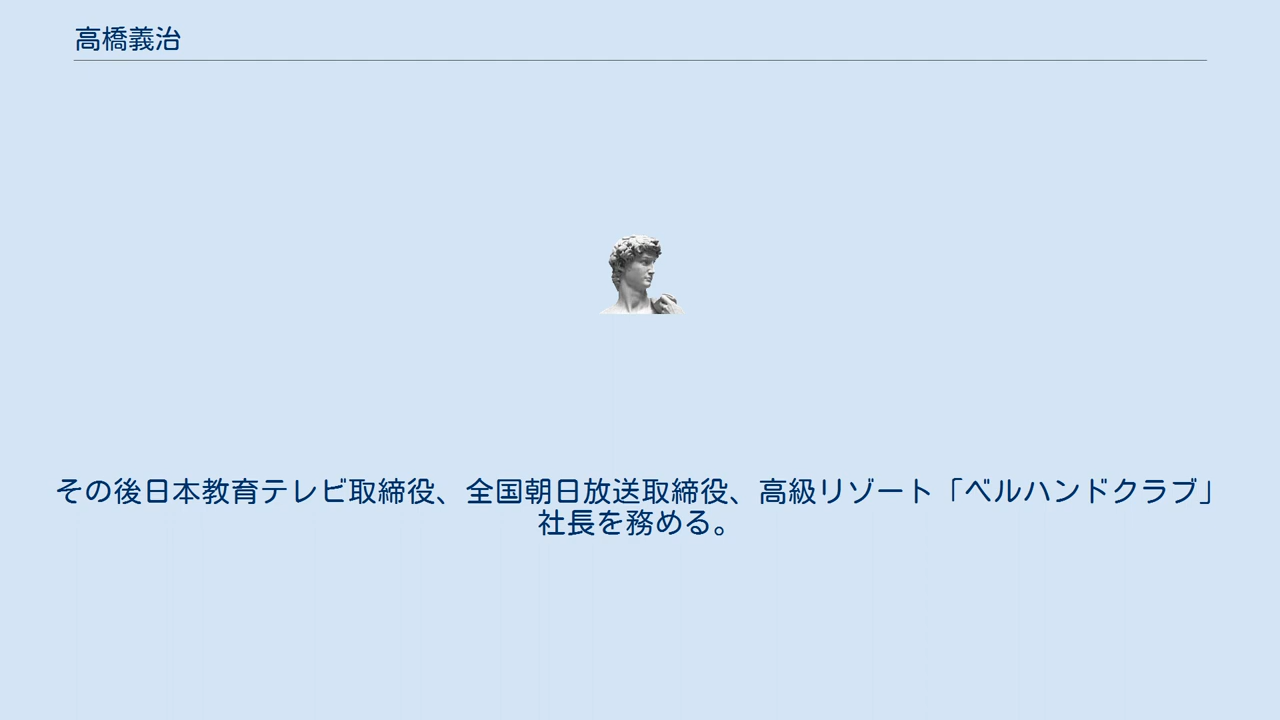 高橋義治
その後日本教育テレビ取締役、全国朝日放送取締役、高級リゾート「ベルハンドクラブ」
社長を務める。